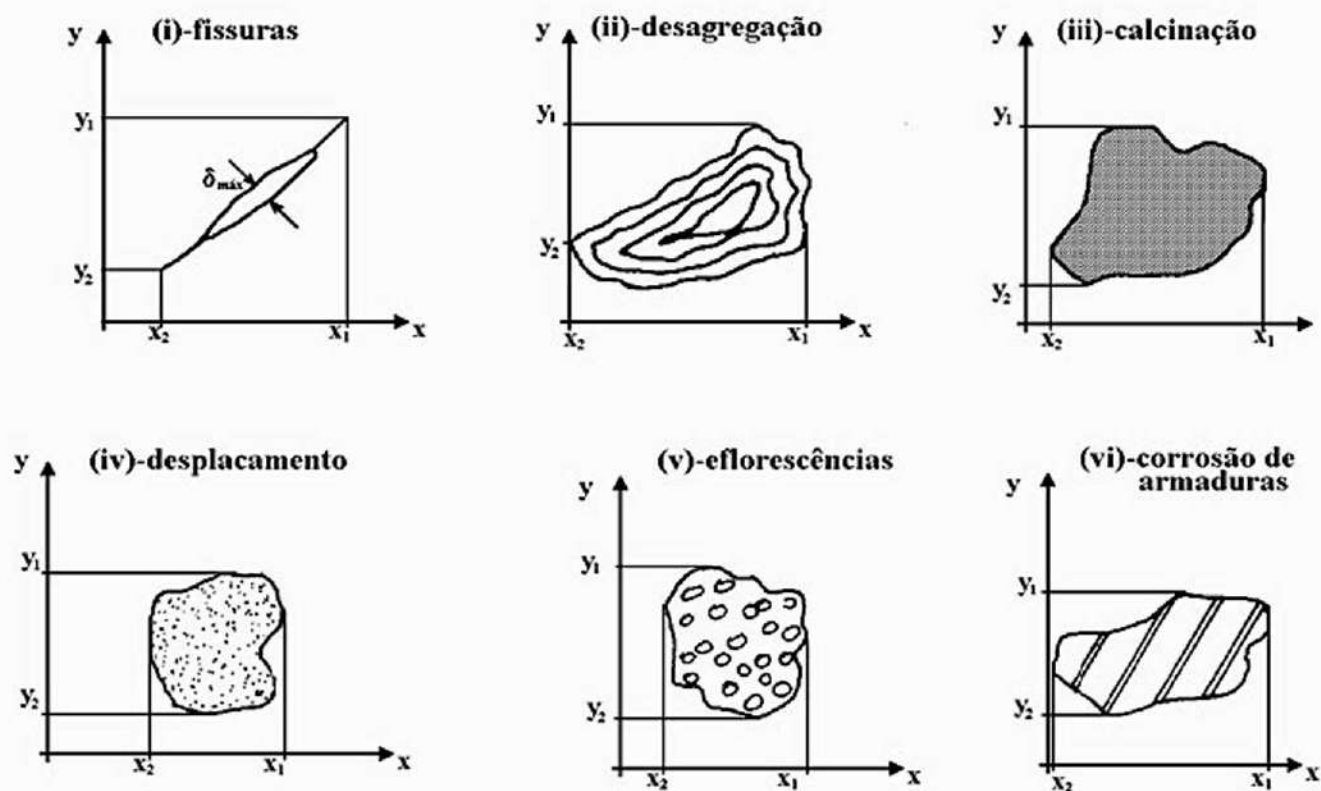 y (i)-fissuras
y₁
δmáx
y₂
x₂ x₁ x
y (ii)-desagregação
y₁
y₂
x₂ x₁ x
y (iii)-calcinação
y₁
y₂
x₂ x₁
y (iv)-desplacamento
y₁
y₂
x₂ x₁ x
y (v)-eflorescências
y₁
y₂
x₂ x₁ x
y (vi)-corrosão de
armaduras
y₁
y₂
x₂ x₁ x